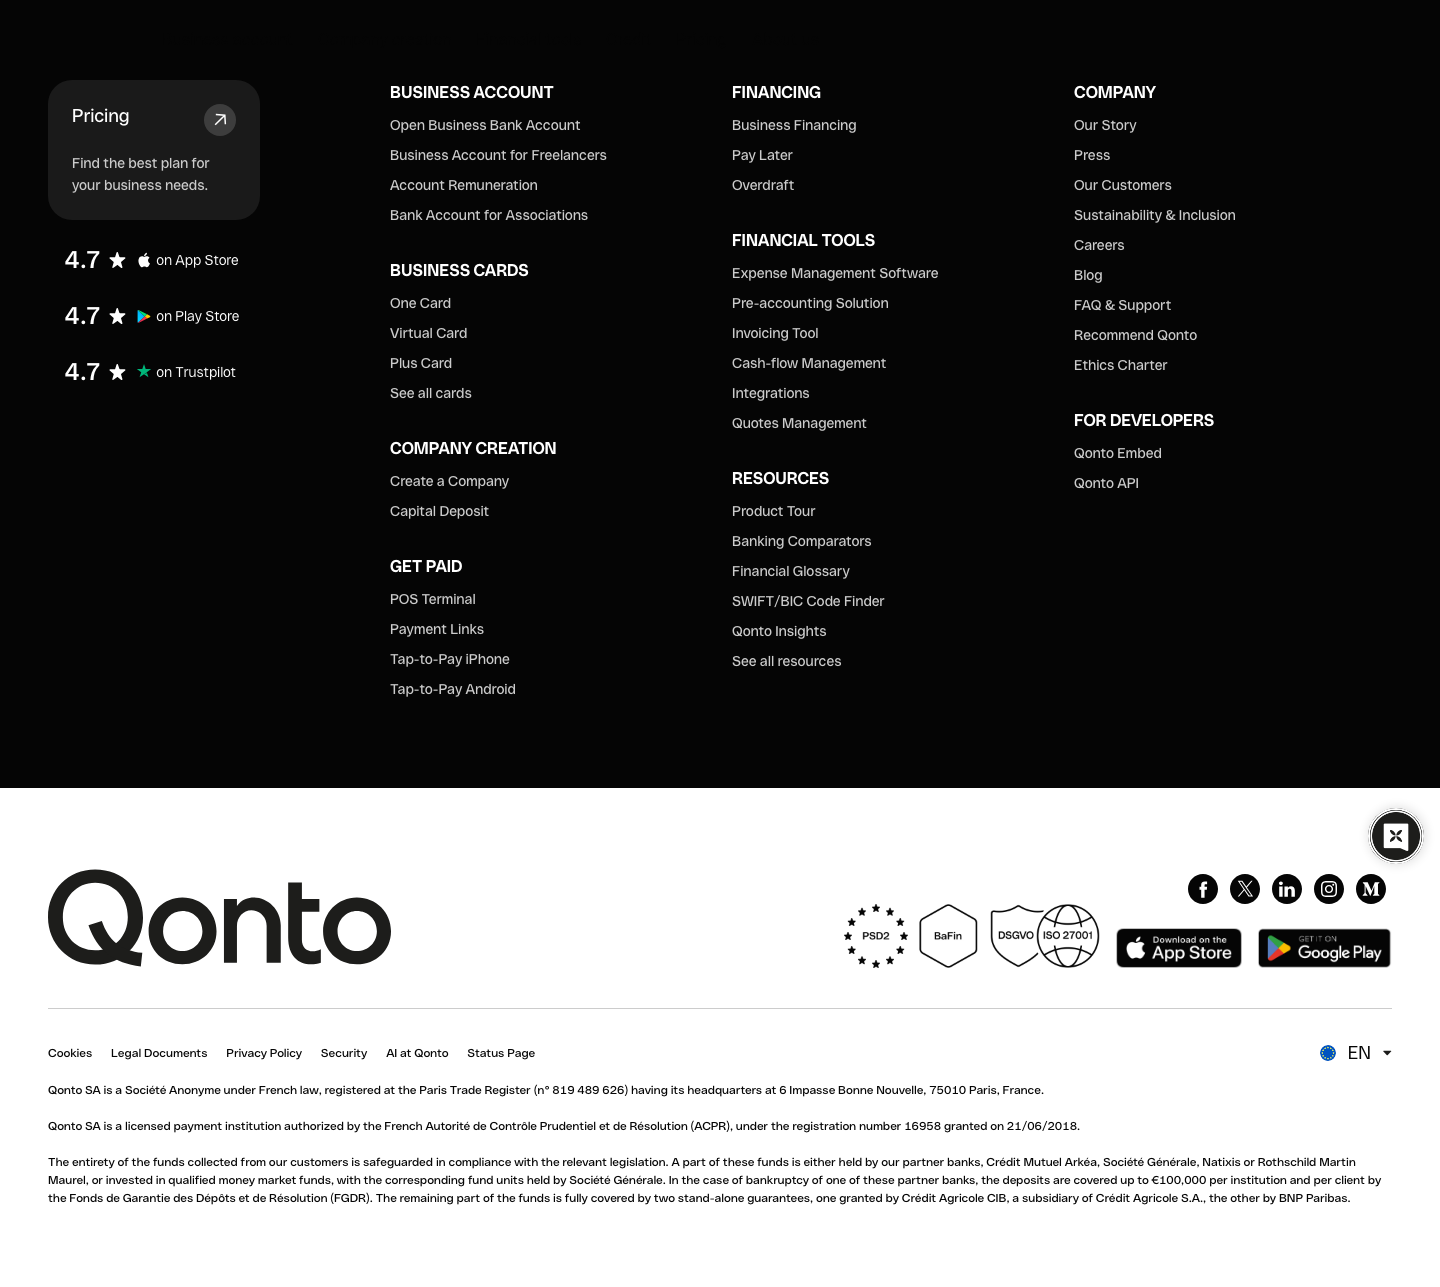 Pricing
Find the best plan for
your business needs.
4.7 on App Store
4.7 on Play Store
4.7 on Trustpilot
BUSINESS ACCOUNT
Open Business Bank Account
Business Account for Freelancers
Account Remuneration
Bank Account for Associations
BUSINESS CARDS
One Card
Virtual Card
Plus Card
See all cards
COMPANY CREATION
Create a Company
Capital Deposit
GET PAID
POS Terminal
Payment Links
Tap-to-Pay iPhone
Tap-to-Pay Android
FINANCING
Business Financing
Pay Later
Overdraft
FINANCIAL TOOLS
Expense Management Software
Pre-accounting Solution
Invoicing Tool
Cash-flow Management
Integrations
Quotes Management
RESOURCES
Product Tour
Banking Comparators
Financial Glossary
SWIFT/BIC Code Finder
Qonto Insights
See all resources
COMPANY
Our Story
Press
Our Customers
Sustainability & Inclusion
Careers
Blog
FAQ & Support
Recommend Qonto
Ethics Charter
FOR DEVELOPERS
Qonto Embed
Qonto API
Qonto
PSD2
BaFin
DSGVO
ISO 27001
Download on the
App Store
GET IT ON
Google Play
Cookies Legal Documents Privacy Policy Security AI at Qonto Status Page
EN
Qonto SA is a Société Anonyme under French law, registered at the Paris Trade Register (n° 819 489 626) having its headquarters at 6 Impasse Bonne Nouvelle, 75010 Paris, France.
Qonto SA is a licensed payment institution authorized by the French Autorité de Contrôle Prudentiel et de Résolution (ACPR), under the registration number 16958 granted on 21/06/2018.
The entirety of the funds collected from our customers is safeguarded in compliance with the relevant legislation. A part of these funds is either held by our partner banks, Crédit Mutuel Arkéa, Société Générale, Natixis or Rothschild Martin
Maurel, or invested in qualified money market funds, with the corresponding fund units held by Société Générale. In the case of bankruptcy of one of these partner banks, the deposits are covered up to €100,000 per institution and per client by
the Fonds de Garantie des Dépôts et de Résolution (FGDR). The remaining part of the funds is fully covered by two stand-alone guarantees, one granted by Crédit Agricole CIB, a subsidiary of Crédit Agricole S.A., the other by BNP Paribas.